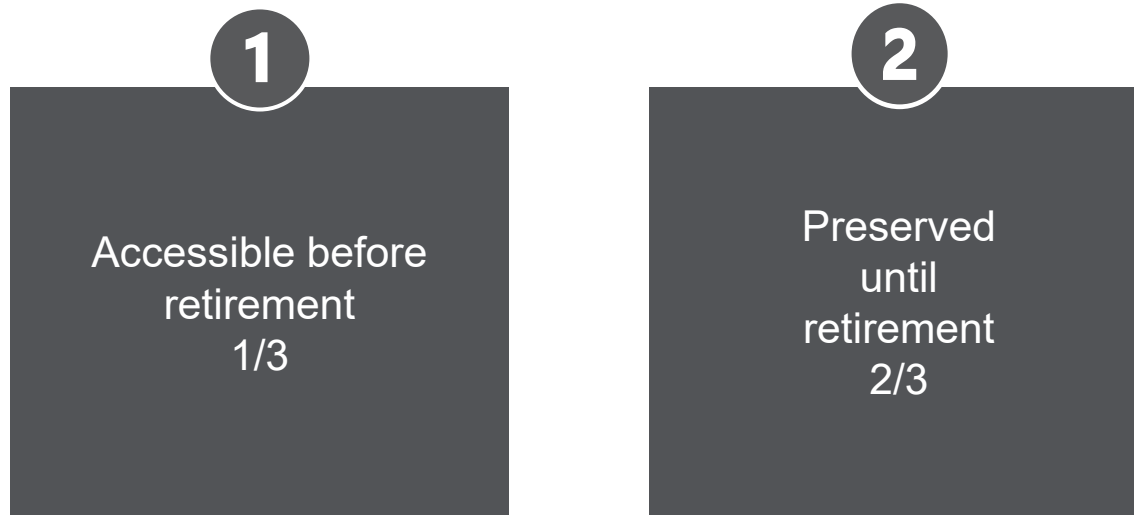 1
Accessible before
retirement
1/3
2
Preserved
until
retirement
2/3